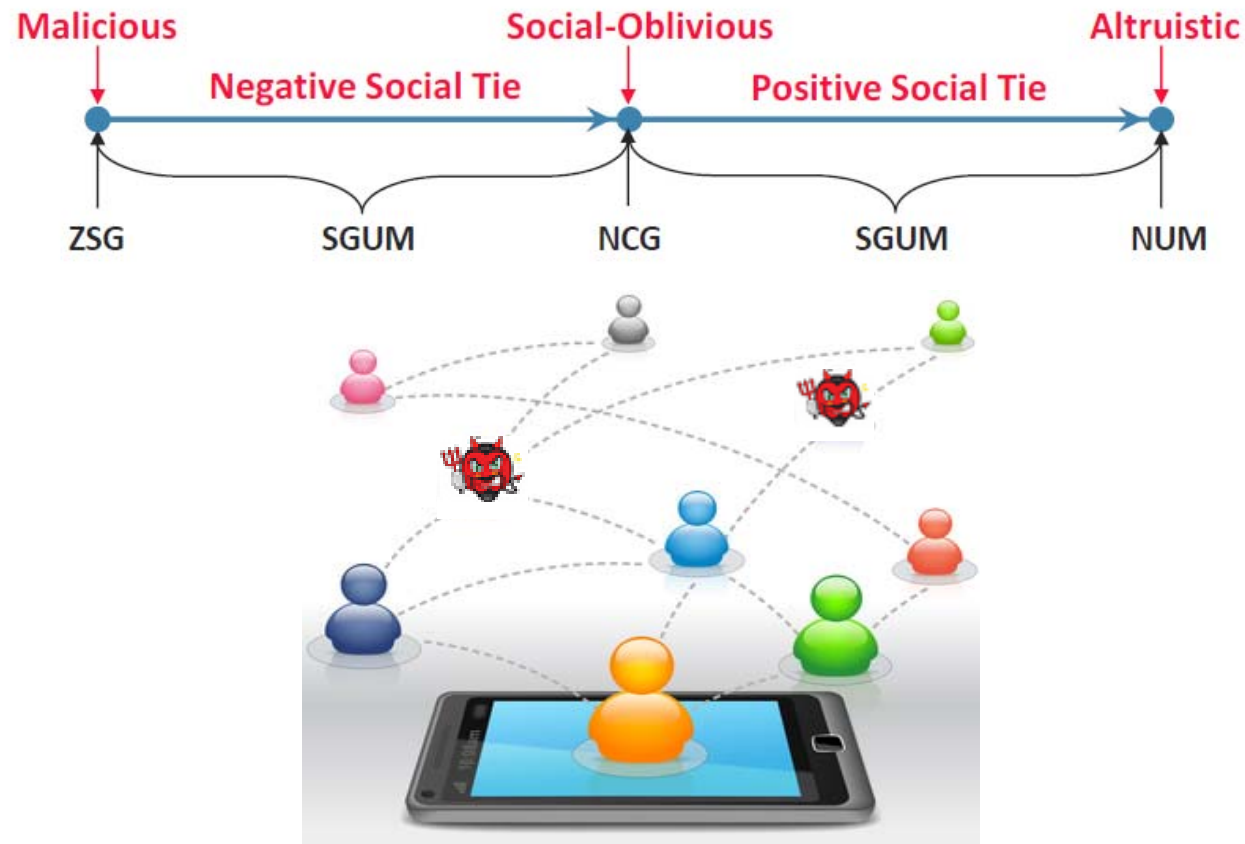 Malicious Social-Oblivious Altruistic
Negative Social Tie Positive Social Tie
ZSG SGUM NCG SGUM NUM